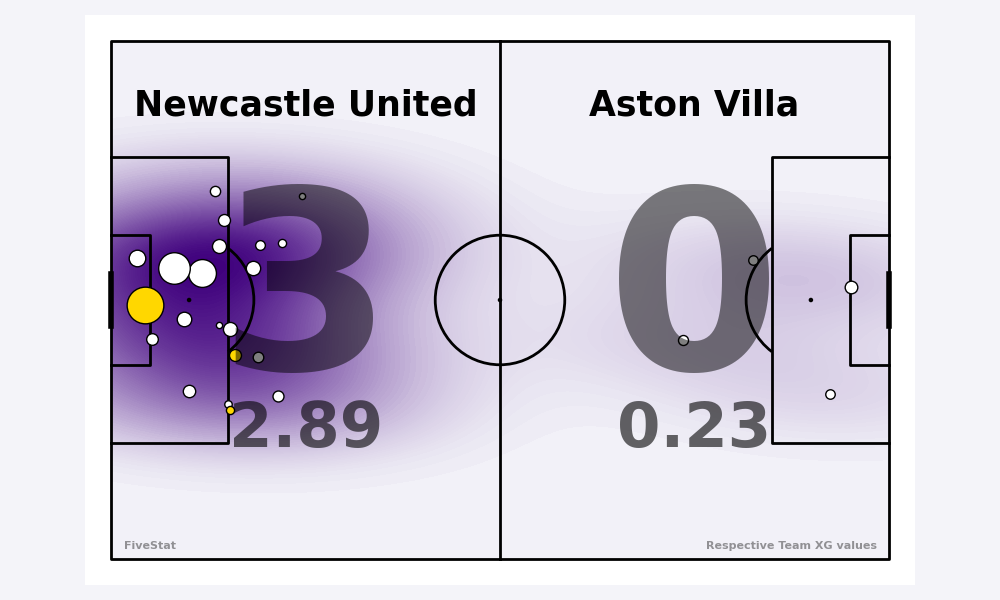 Newcastle United
Aston Villa
3
0
2.89
0.23
FiveStat
Respective Team XG values